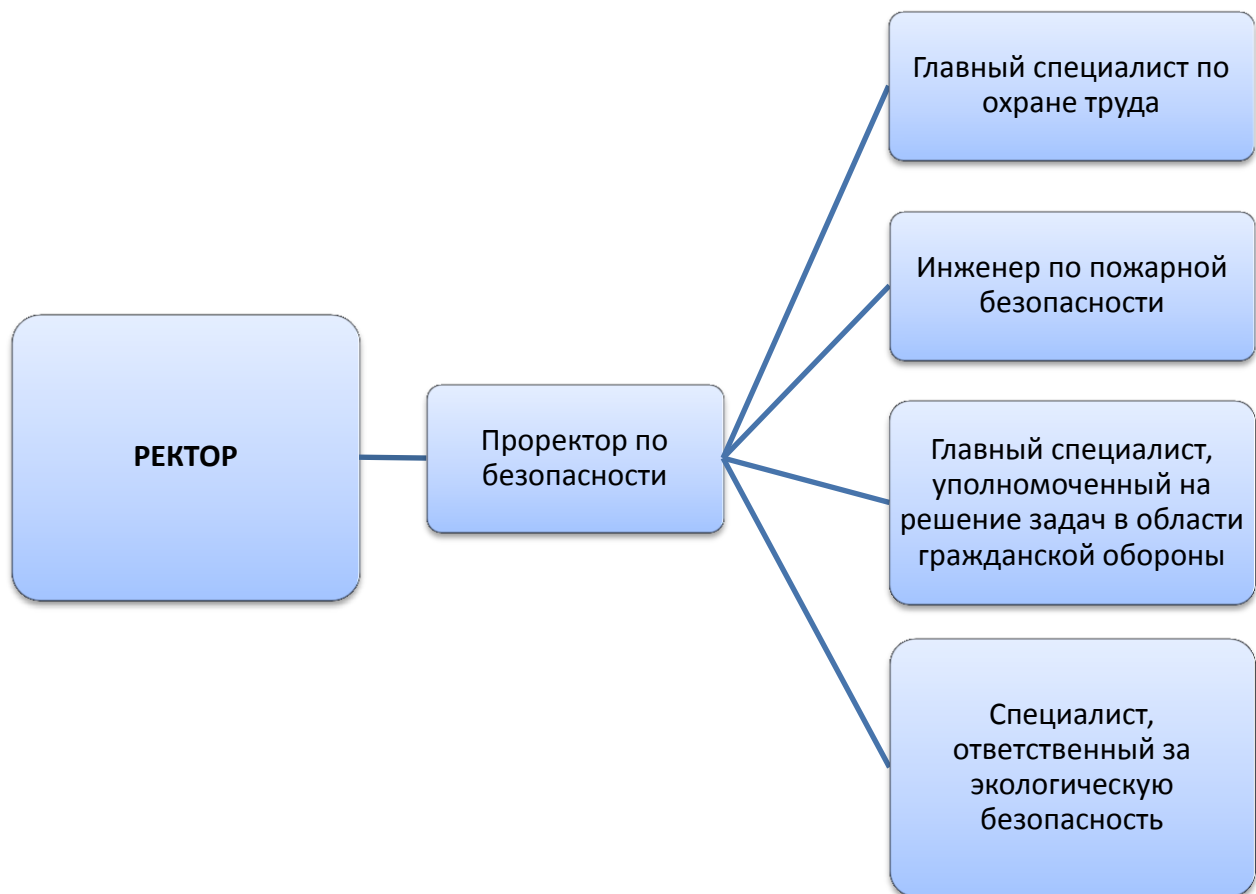 РЕКТОР
Проректор по
безопасности
Главный специалист по
охране труда
Инженер по пожарной
безопасности
Главный специалист,
уполномоченный на
решение задач в области
гражданской обороны
Специалист,
ответственный за
экологическую
безопасность